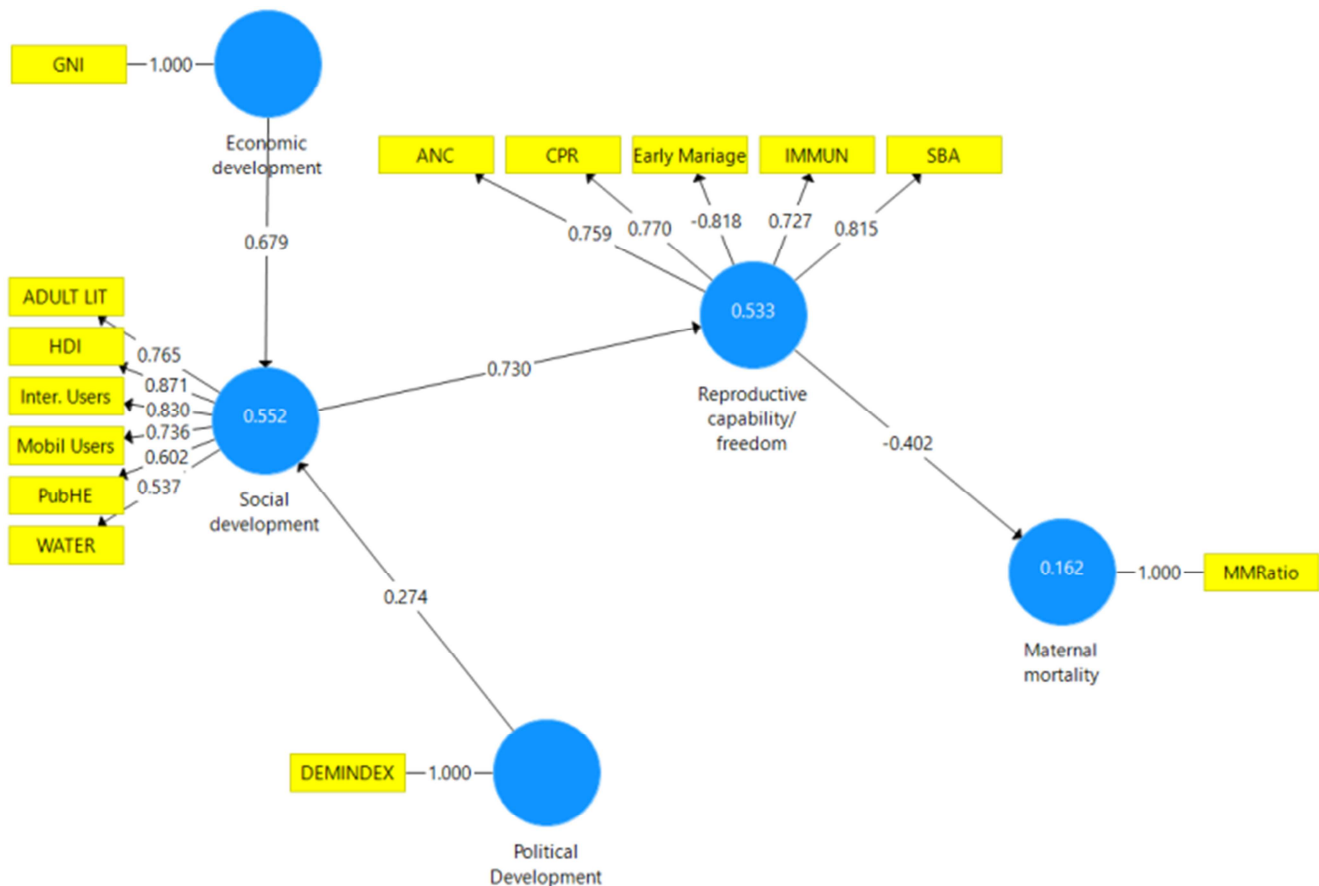 GNI
1.000
Economic
development
0.679
ANC
CPR
Early Mariage
IMMUN
SBA
0.759
0.770
-0.818
0.727
0.815
0.533
Reproductive
capability/
freedom
ADULT LIT
HDI
Inter. Users
Mobil Users
PubHE
WATER
0.765
0.871
0.830
0.736
0.602
0.537
0.552
Social
development
0.730
-0.402
0.162
1.000
MMRatio
Maternal
mortality
0.274
DEMINDEX
1.000
Political
Development